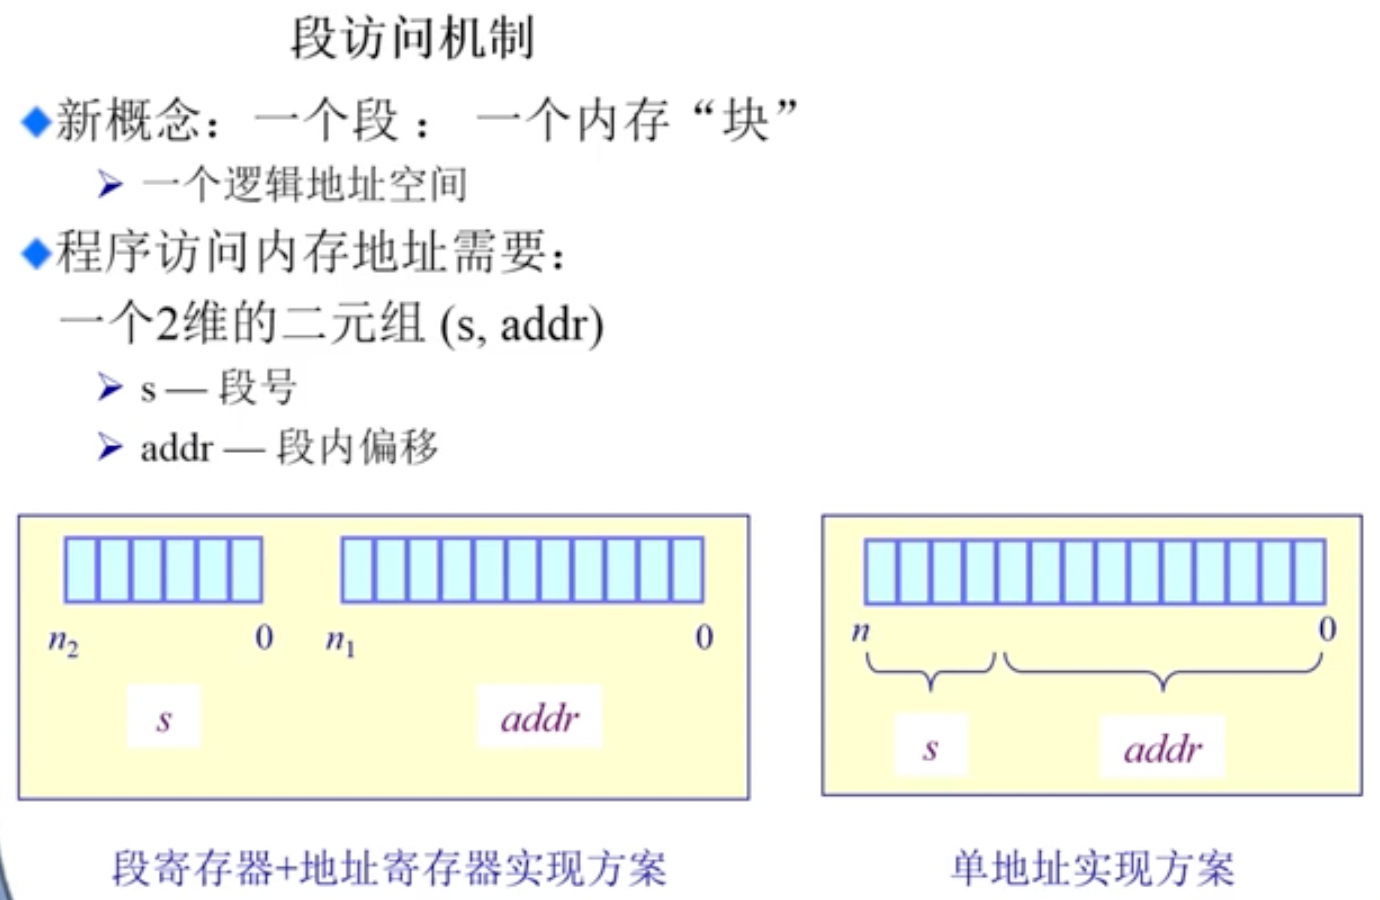 段访问机制
新概念：一个段： 一个内存“块”
一个逻辑地址空间
程序访问内存地址需要：
一个2维的二元组 (s, addr)
s — 段号
addr — 段内偏移
n₂ 0 n₁ 0
s addr
段寄存器+地址寄存器实现方案
n 0
s addr
单地址实现方案